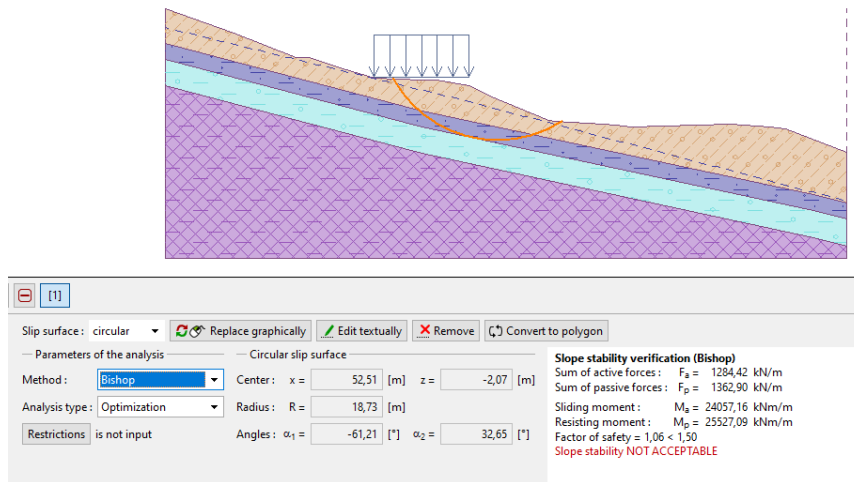 [1]
Slip surface : circular Replace graphically Edit textually Remove Convert to polygon
Parameters of the analysis
Circular slip surface
Method : Bishop
Center : x = 52,51 [m] z = -2,07 [m]
Analysis type : Optimization
Radius : R = 18,73 [m]
Restrictions is not input
Angles : α1 = -61,21 [°] α2 = 32,65 [°]
Slope stability verification (Bishop)
Sum of active forces : Fa = 1284,42 kN/m
Sum of passive forces : Fp = 1362,90 kN/m
Sliding moment : Ma = 24057,16 kNm/m
Resisting moment : Mp = 25527,09 kNm/m
Factor of safety = 1,06 < 1,50
Slope stability NOT ACCEPTABLE